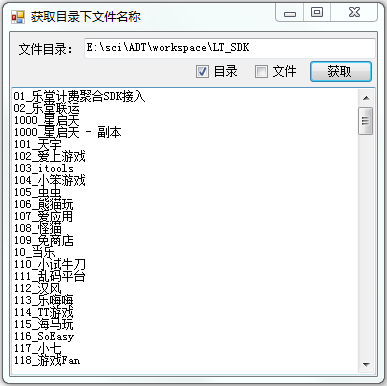 获取目录下文件名称
文件目录： E:\sci\ADT\workspace\LT_SDK
目录 文件 获取
01_乐堂计费聚合SDK接入
02_乐堂联运
1000_星启天
1000_星启天 - 副本
101_天宇
102_爱上游戏
103_itools
104_小笨游戏
105_虫虫
106_熊猫玩
107_爱应用
108_怪猫
109_免商店
10_当乐
110_小试牛刀
111_乱码平台
112_汉风
113_乐嗨嗨
114_TT游戏
115_海马玩
116_SoEasy
117_小七
118_游戏Fan